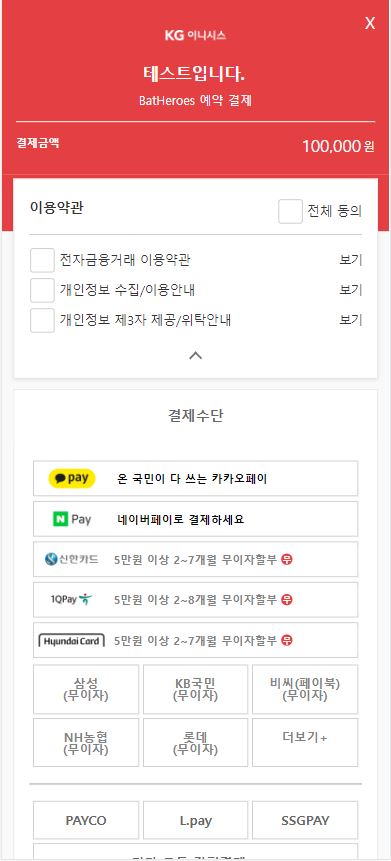 X
KG 이니시스
테스트입니다.
BatHeroes 예약 결제
결제금액 100,000 원
이용약관 전체 동의
전자금융거래 이용약관 보기
개인정보 수집/이용안내 보기
개인정보 제3자 제공/위탁안내 보기
결제수단
pay 온 국민이 다 쓰는 카카오페이
N Pay 네이버페이로 결제하세요
신한카드 5만원 이상 2~7개월 무이자할부 무
1QPay 5만원 이상 2~8개월 무이자할부 무
Hyundai Card 5만원 이상 2~7개월 무이자할부 무
삼성 KB국민 비씨(페이북)
(무이자) (무이자) (무이자)
NH농협 롯데 더보기+
(무이자) (무이자)
PAYCO L.pay SSGPAY